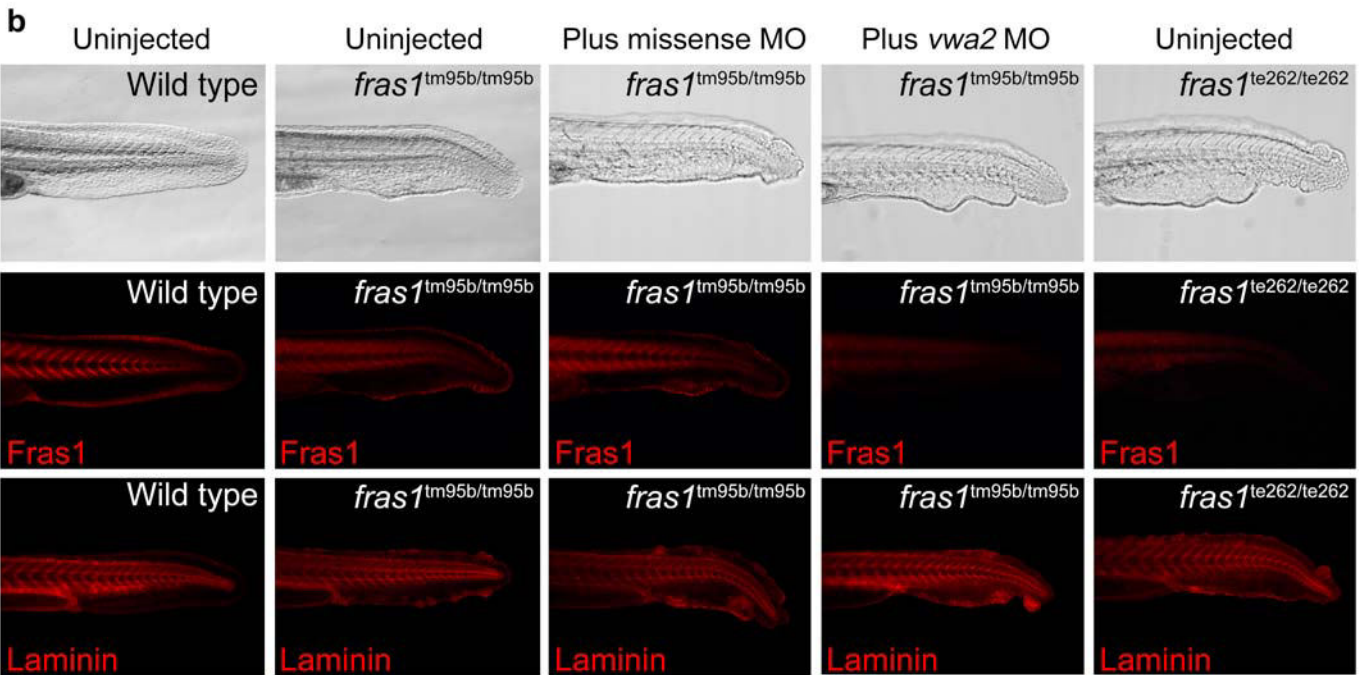 b
Uninjected Uninjected Plus missense MO Plus vwa2 MO Uninjected
Wild type fras1tm95b/tm95b fras1tm95b/tm95b fras1tm95b/tm95b fras1te262/te262
Wild type fras1tm95b/tm95b fras1tm95b/tm95b fras1tm95b/tm95b fras1te262/te262
Fras1 Fras1 Fras1 Fras1 Fras1
Wild type fras1tm95b/tm95b fras1tm95b/tm95b fras1tm95b/tm95b fras1te262/te262
Laminin Laminin Laminin Laminin Laminin